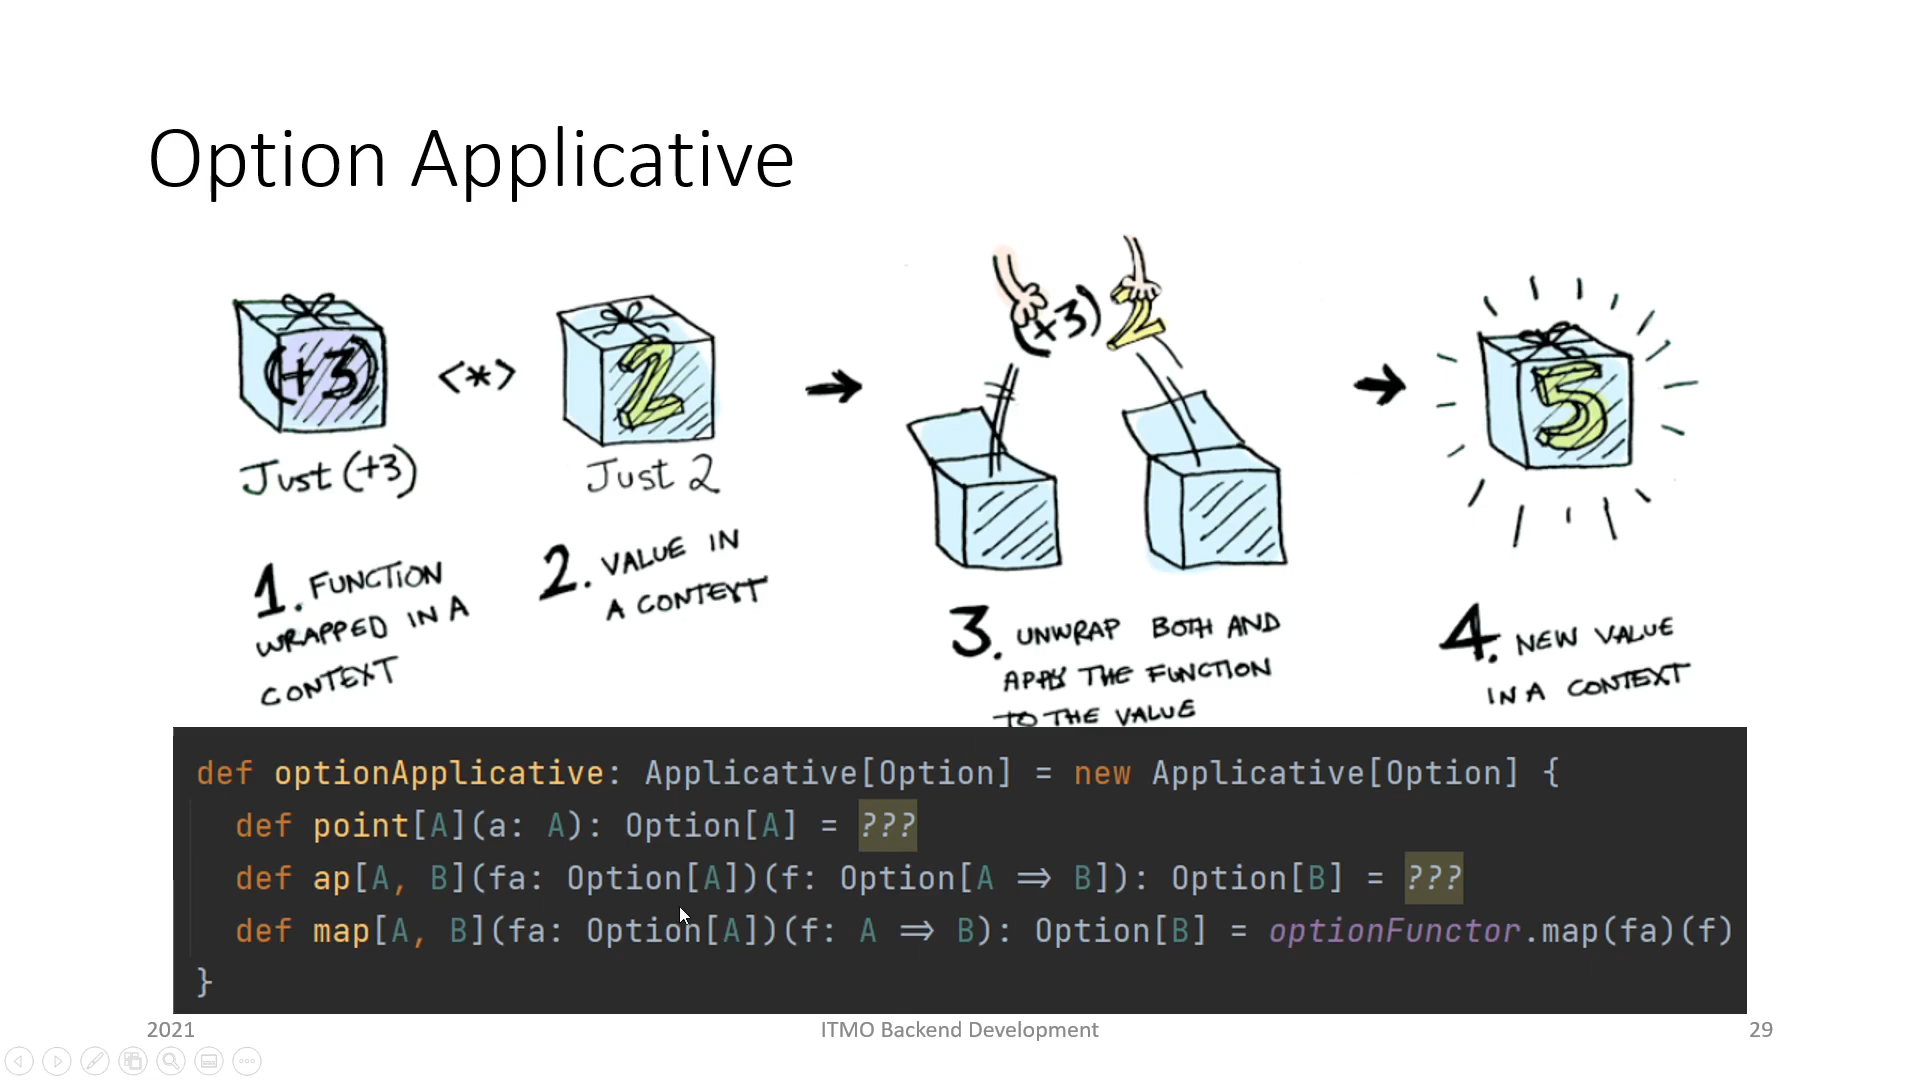 Option Applicative
(+3) <*> 2
Just (+3) Just 2
(+3) 2
5
1. FUNCTION
WRAPPED IN A
CONTEXT
2. VALUE IN
A CONTEXT
3. UNWRAP BOTH AND
APPLY THE FUNCTION
TO THE VALUE
4. NEW VALUE
IN A CONTEXT
def optionApplicative: Applicative[Option] = new Applicative[Option] {
def point[A](a: A): Option[A] = ???
def ap[A, B](fa: Option[A])(f: Option[A ⇒ B]): Option[B] = ???
def map[A, B](fa: Option[A])(f: A ⇒ B): Option[B] = optionFunctor.map(fa)(f)
}
2021 ITMO Backend Development 29